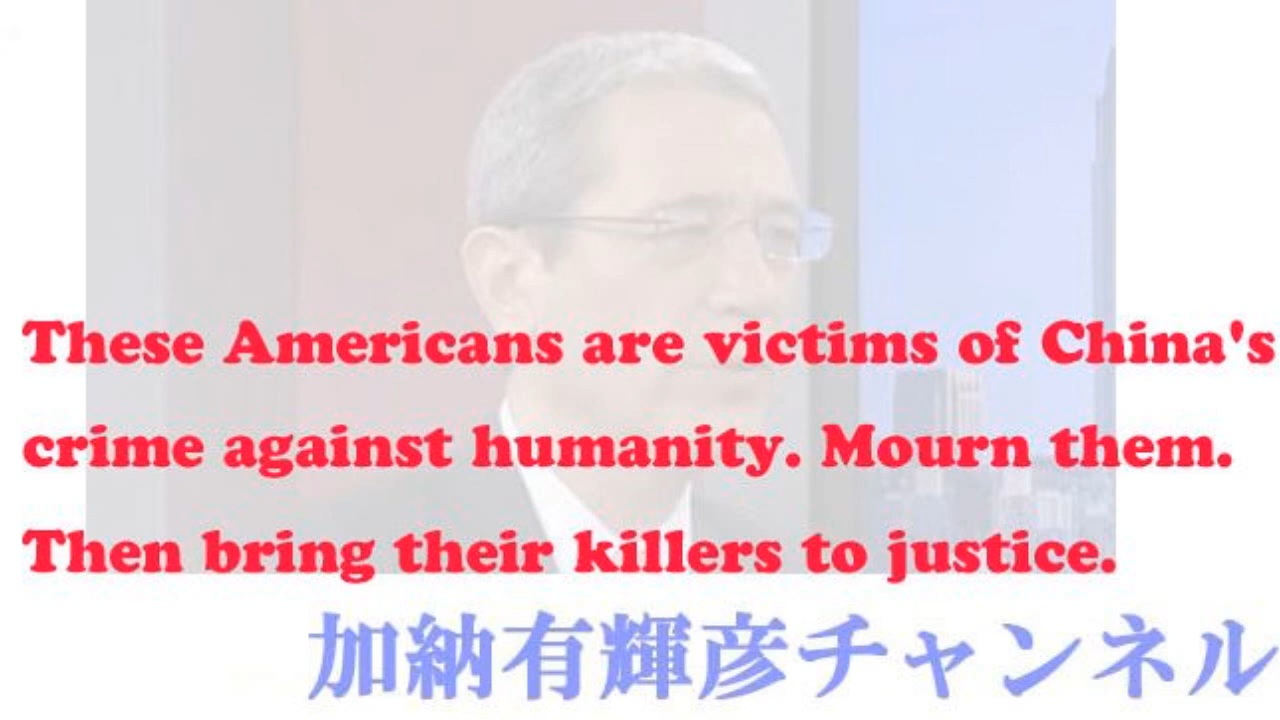 These Americans are victims of China's
crime against humanity. Mourn them.
Then bring their killers to justice.
加納有輝彦チャンネル